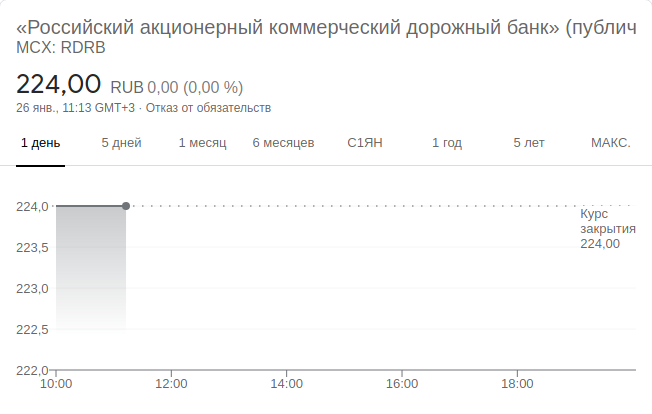 «Российский акционерный коммерческий дорожный банк» (публич
MCX: RDRB
224,00 RUB 0,00 (0,00 %)
26 янв., 11:13 GMT+3 · Отказ от обязательств
1 день 5 дней 1 месяц 6 месяцев С1ЯН 1 год 5 лет МАКС.
224,0
Курс
закрытия
224,00
223,5
223,0
222,5
222,0
10:00 12:00 14:00 16:00 18:00